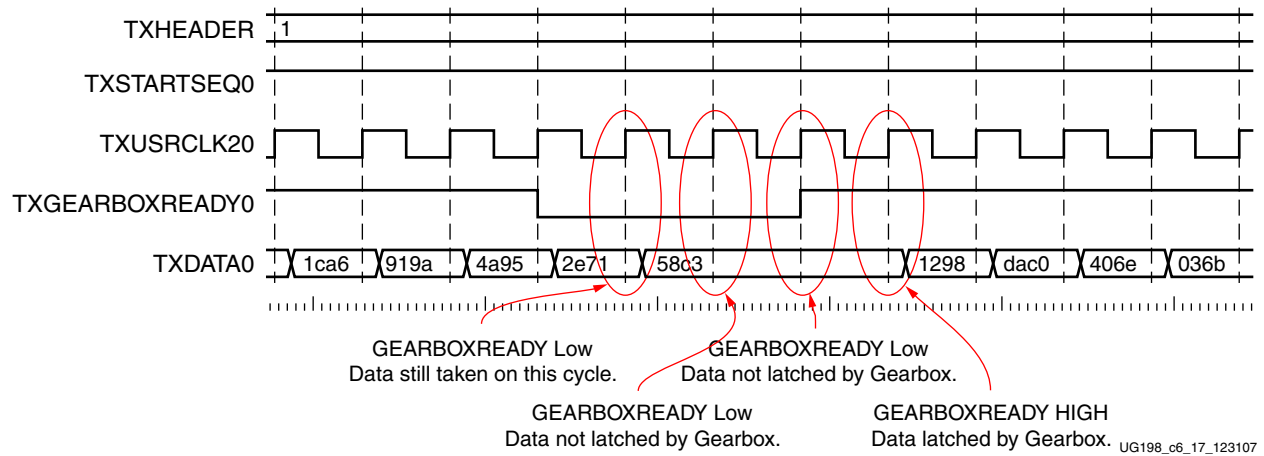 TXHEADER 1
TXSTARTSEQ0
TXUSRCLK20
TXGEARBOXREADY0
TXDATA0 1ca6 919a 4a95 2e71 58c3 1298 dac0 406e 036b
GEARBOXREADY Low
Data still taken on this cycle.
GEARBOXREADY Low
Data not latched by Gearbox.
GEARBOXREADY Low
Data not latched by Gearbox.
GEARBOXREADY HIGH
Data latched by Gearbox.
UG198_c6_17_123107